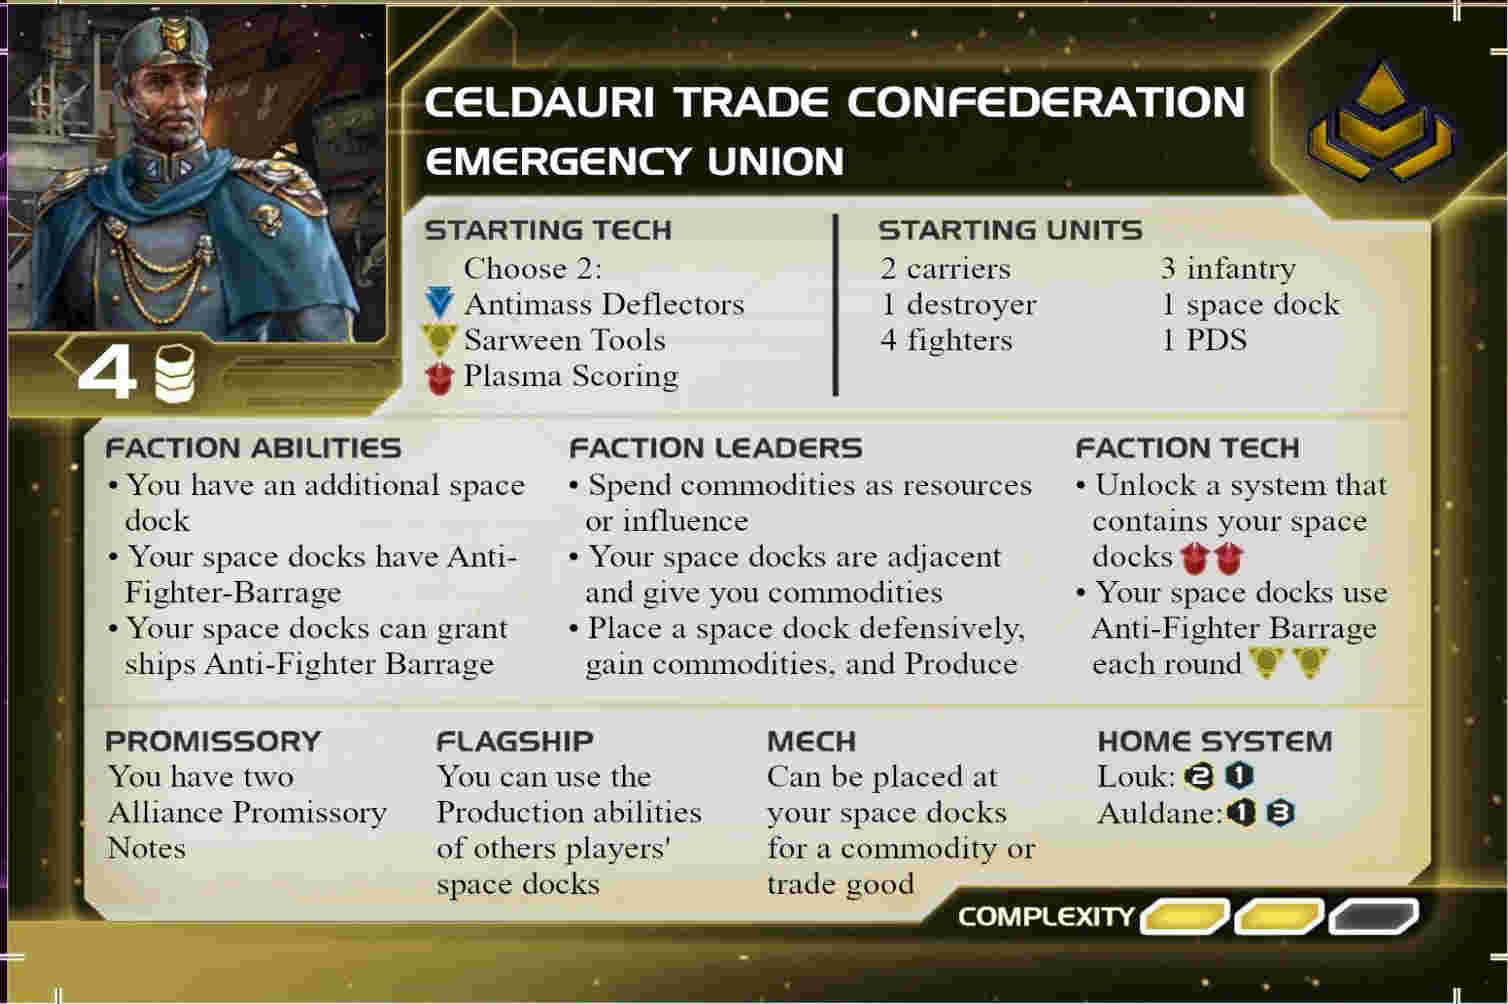 CELDAURI TRADE CONFEDERATION
EMERGENCY UNION
4
STARTING TECH
Choose 2:
Antimass Deflectors
Sarween Tools
Plasma Scoring
STARTING UNITS
2 carriers
1 destroyer
4 fighters
3 infantry
1 space dock
1 PDS
FACTION ABILITIES
• You have an additional space
dock
• Your space docks have Anti-
Fighter-Barrage
• Your space docks can grant
ships Anti-Fighter Barrage
FACTION LEADERS
• Spend commodities as resources
or influence
• Your space docks are adjacent
and give you commodities
• Place a space dock defensively,
gain commodities, and Produce
FACTION TECH
• Unlock a system that
contains your space
docks
• Your space docks use
Anti-Fighter Barrage
each round
PROMISSORY
You have two
Alliance Promissory
Notes
FLAGSHIP
You can use the
Production abilities
of others players'
space docks
MECH
Can be placed at
your space docks
for a commodity or
trade good
HOME SYSTEM
Louk: 2 1
Auldane: 1 3
COMPLEXITY